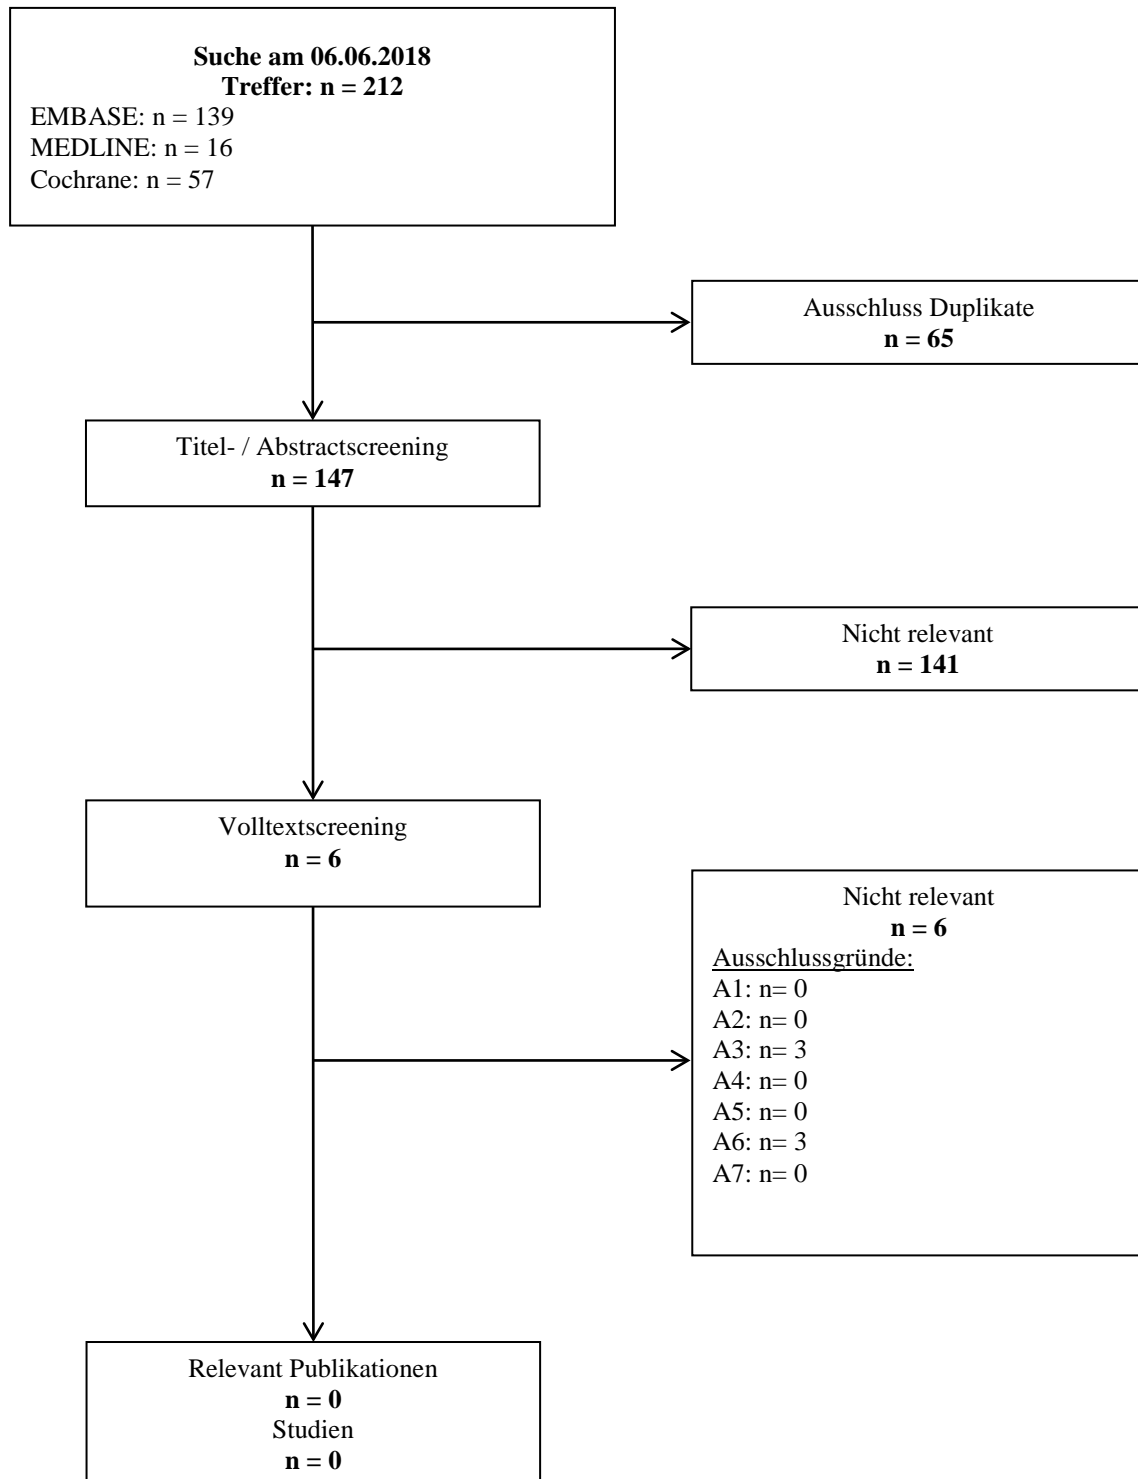 Suche am 06.06.2018
Treffer: n = 212
EMBASE: n = 139
MEDLINE: n = 16
Cochrane: n = 57
Ausschluss Duplikate
n = 65
Titel- / Abstractscreening
n = 147
Nicht relevant
n = 141
Volltextscreening
n = 6
Nicht relevant
n = 6
Ausschlussgründe:
A1: n= 0
A2: n= 0
A3: n= 3
A4: n= 0
A5: n= 0
A6: n= 3
A7: n= 0
Relevant Publikationen
n = 0
Studien
n = 0